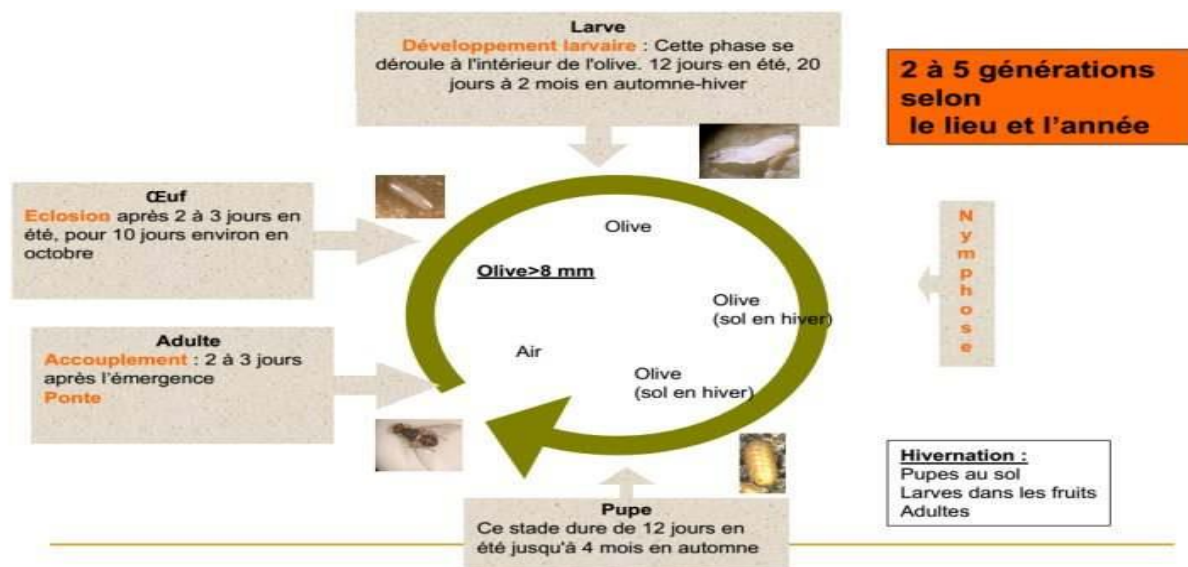 Larve
Développement larvaire : Cette phase se
déroule à l'intérieur de l'olive. 12 jours en été, 20
jours à 2 mois en automne-hiver
2 à 5 générations
selon
le lieu et l'année
Œuf
Eclosion après 2 à 3 jours en
été, pour 10 jours environ en
octobre
Olive
Olive>8 mm
Olive
(sol en hiver)
Nymphose
Adulte
Accouplement : 2 à 3 jours
après l'émergence
Ponte
Air
Olive
(sol en hiver)
Hivernation :
Pupes au sol
Larves dans les fruits
Adultes
Pupe
Ce stade dure de 12 jours en
été jusqu'à 4 mois en automne